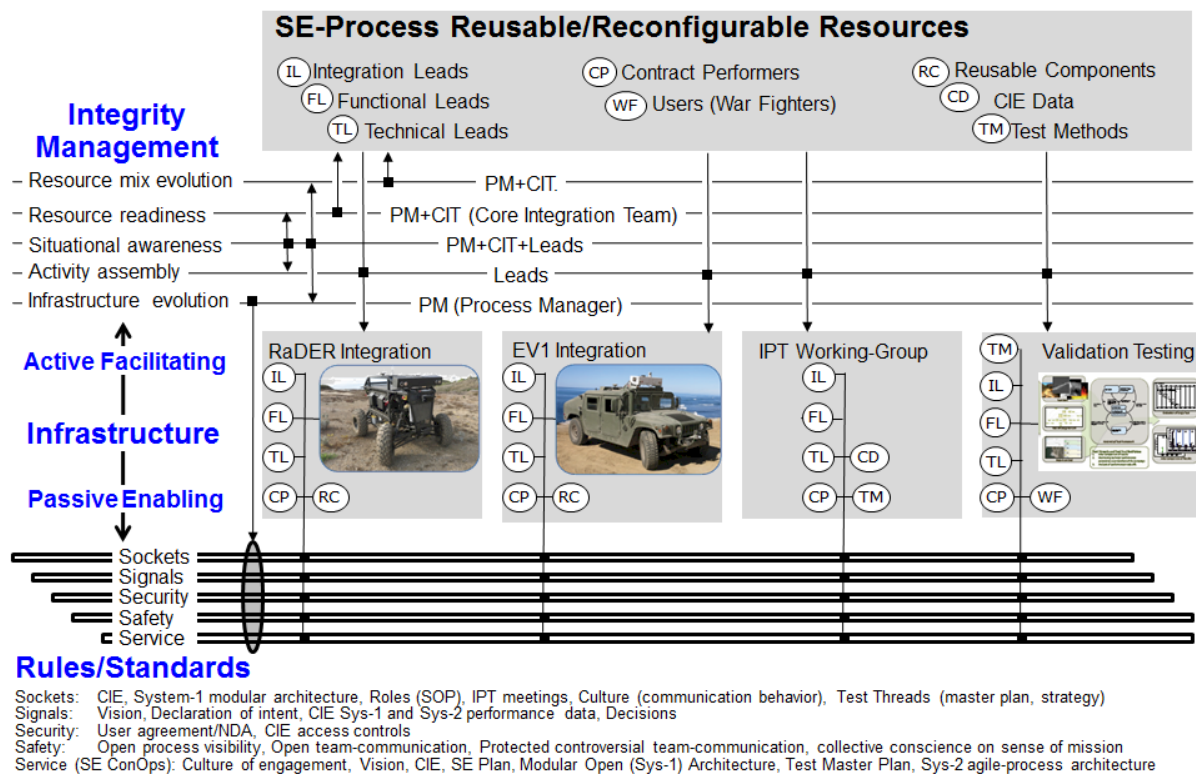 SE-Process Reusable/Reconfigurable Resources
IL Integration Leads
FL Functional Leads
TL Technical Leads
CP Contract Performers
WF Users (War Fighters)
RC Reusable Components
CD CIE Data
TM Test Methods
Integrity
Management
Resource mix evolution PM+CIT.
Resource readiness PM+CIT (Core Integration Team)
Situational awareness PM+CIT+Leads
Activity assembly Leads
Infrastructure evolution PM (Process Manager)
Active Facilitating
Infrastructure
Passive Enabling
RaDER Integration
IL
FL
TL
CP RC
EV1 Integration
IL
FL
TL
CP RC
IPT Working-Group
IL
FL
TL CD
CP TM
Validation Testing
TM
IL
FL
TL
CP WF
Sockets
Signals
Security
Safety
Service
Rules/Standards
Sockets: CIE, System-1 modular architecture, Roles (SOP), IPT meetings, Culture (communication behavior), Test Threads (master plan, strategy)
Signals: Vision, Declaration of intent, CIE Sys-1 and Sys-2 performance data, Decisions
Security: User agreement/NDA, CIE access controls
Safety: Open process visibility, Open team-communication, Protected controversial team-communication, collective conscience on sense of mission
Service (SE ConOps): Culture of engagement, Vision, CIE, SE Plan, Modular Open (Sys-1) Architecture, Test Master Plan, Sys-2 agile-process architecture